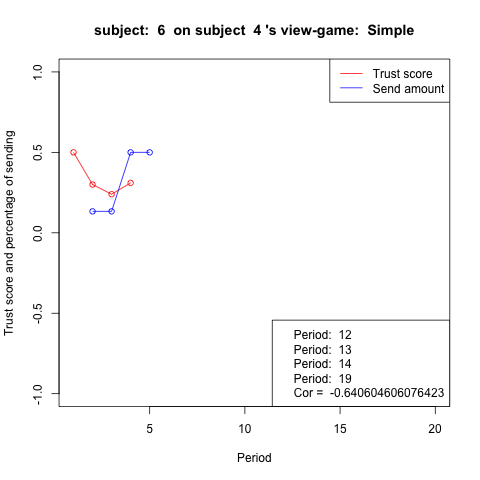 subject: 6 on subject 4 's view-game: Simple
Trust score
Send amount
Trust score and percentage of sending
1.0
0.5
0.0
-0.5
-1.0
Period: 12
Period: 13
Period: 14
Period: 19
Cor = -0.640604606076423
5 10 15 20
Period